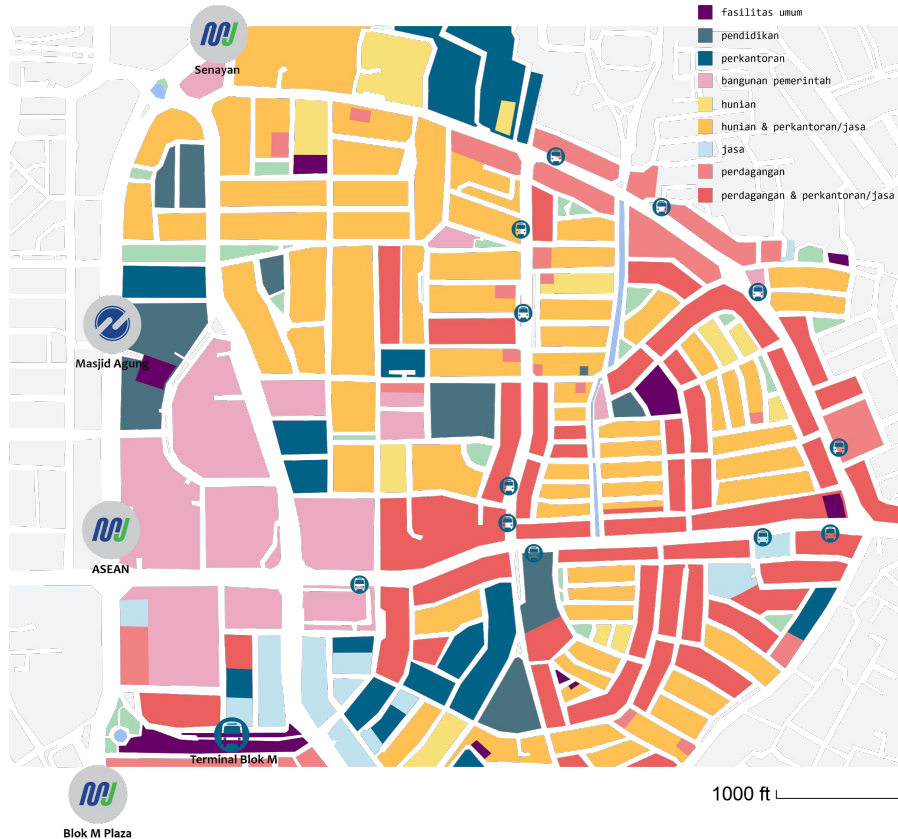 fasilitas umum
pendidikan
perkantoran
bangunan pemerintah
hunian
hunian & perkantoran/jasa
jasa
perdagangan
perdagangan & perkantoran/jasa
Senayan
Masjid Agung
ASEAN
Terminal Blok M
Blok M Plaza
1000 ft